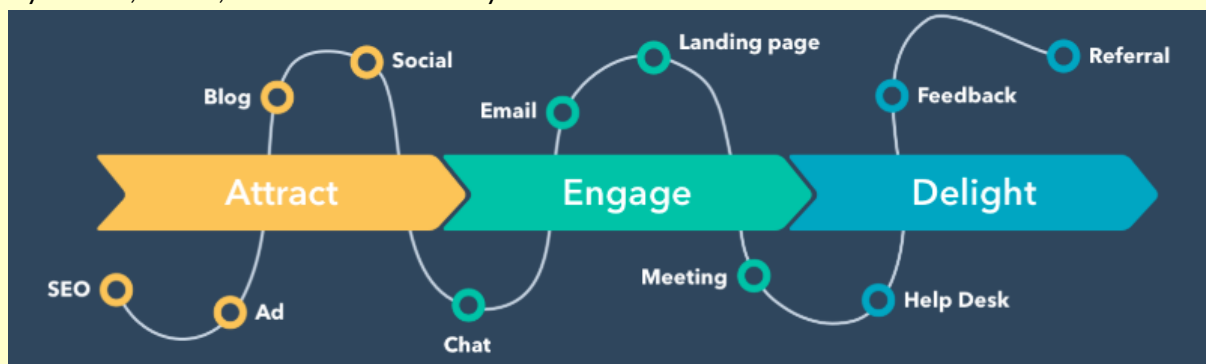 Social
Landing page
Referral
Blog
Email
Feedback
Attract
Engage
Delight
SEO
Ad
Meeting
Help Desk
Chat